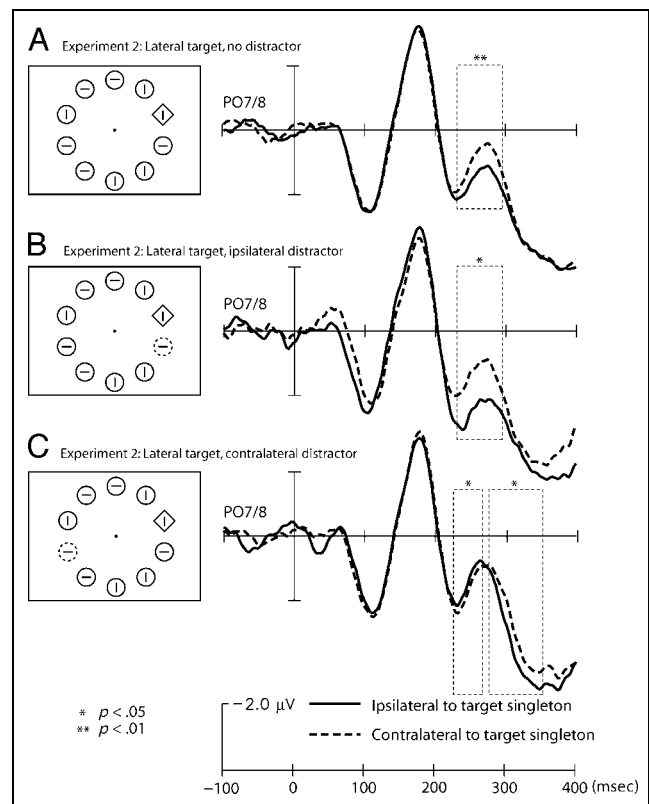 A Experiment 2: Lateral target, no distractor
**
PO7/8
B Experiment 2: Lateral target, ipsilateral distractor
*
PO7/8
C Experiment 2: Lateral target, contralateral distractor
* *
PO7/8
* p < .05
** p < .01
−2.0 μV
Ipsilateral to target singleton
Contralateral to target singleton
−100 0 100 200 300 400 (msec)